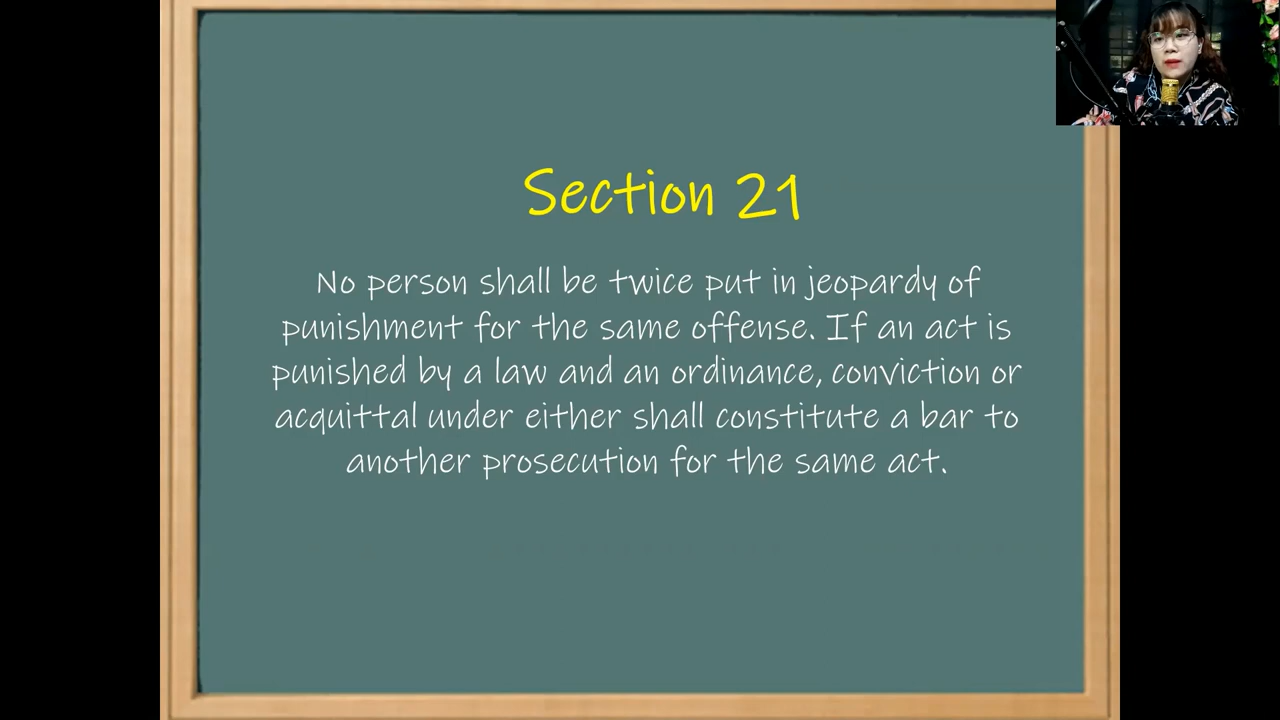 Section 21
No person shall be twice put in jeopardy of
punishment for the same offense. If an act is
punished by a law and an ordinance, conviction or
acquittal under either shall constitute a bar to
another prosecution for the same act.